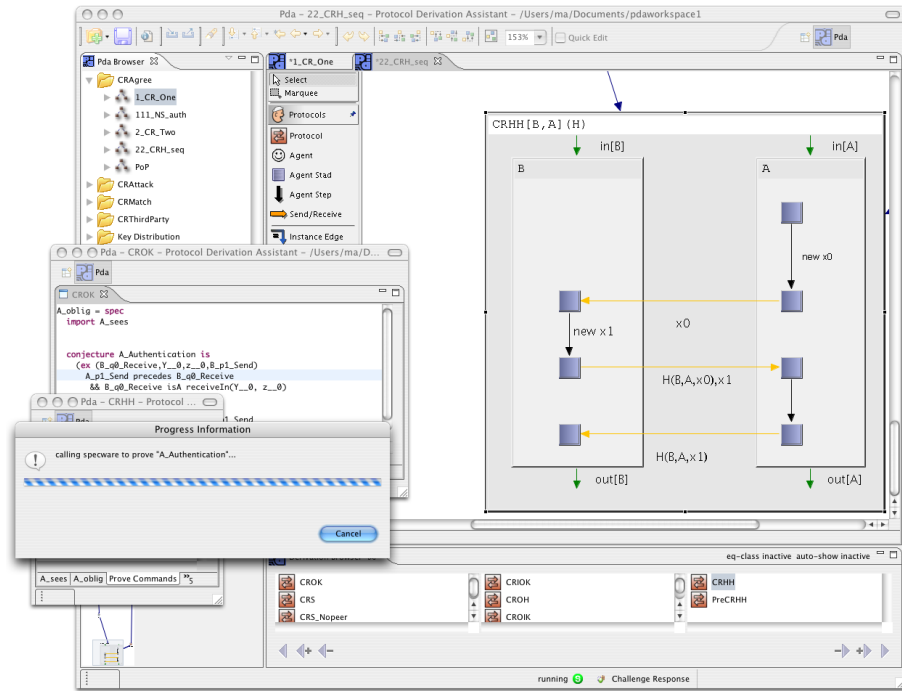 Pda – 22_CRH_seq – Protocol Derivation Assistant – /Users/ma/Documents/pdaworkspace1
153%
Quick Edit
Pda
Pda Browser
*1_CR_One
*22_CRH_seq
CRAgree
1_CR_One
111_NS_auth
2_CR_Two
22_CRH_seq
PoP
CRAttack
CRMatch
CRThirdParty
Key Distribution
Select
Marquee
Protocols
Protocol
Agent
Agent Stad
Agent Step
Send/Receive
Instance Edge
CRHH[B,A](H)
in[B]
in[A]
B
A
new x0
x0
new x1
H(B,A,x0),x1
H(B,A,x1)
out[B]
out[A]
Pda – CROK – Protocol Derivation Assistant – /Users/ma/D...
Pda
CROK
A_oblig = spec
import A_sees
conjecture A_Authentication is
(ex (B_q0_Receive,Y__0,z__0,B_p1_Send)
A_p1_Send precedes B_q0_Receive
&& B_q0_Receive isA receiveIn(Y__0, z__0)
Pda – CRHH – Protocol ...
Progress Information
calling specware to prove "A_Authentication"...
Cancel
A_sees
A_oblig
Prove Commands
»5
eq-class inactive auto-show inactive
CROK
CRS
CRS_Nopeer
CRIOK
CROH
CROIK
CRHH
PreCRHH
running
Challenge Response